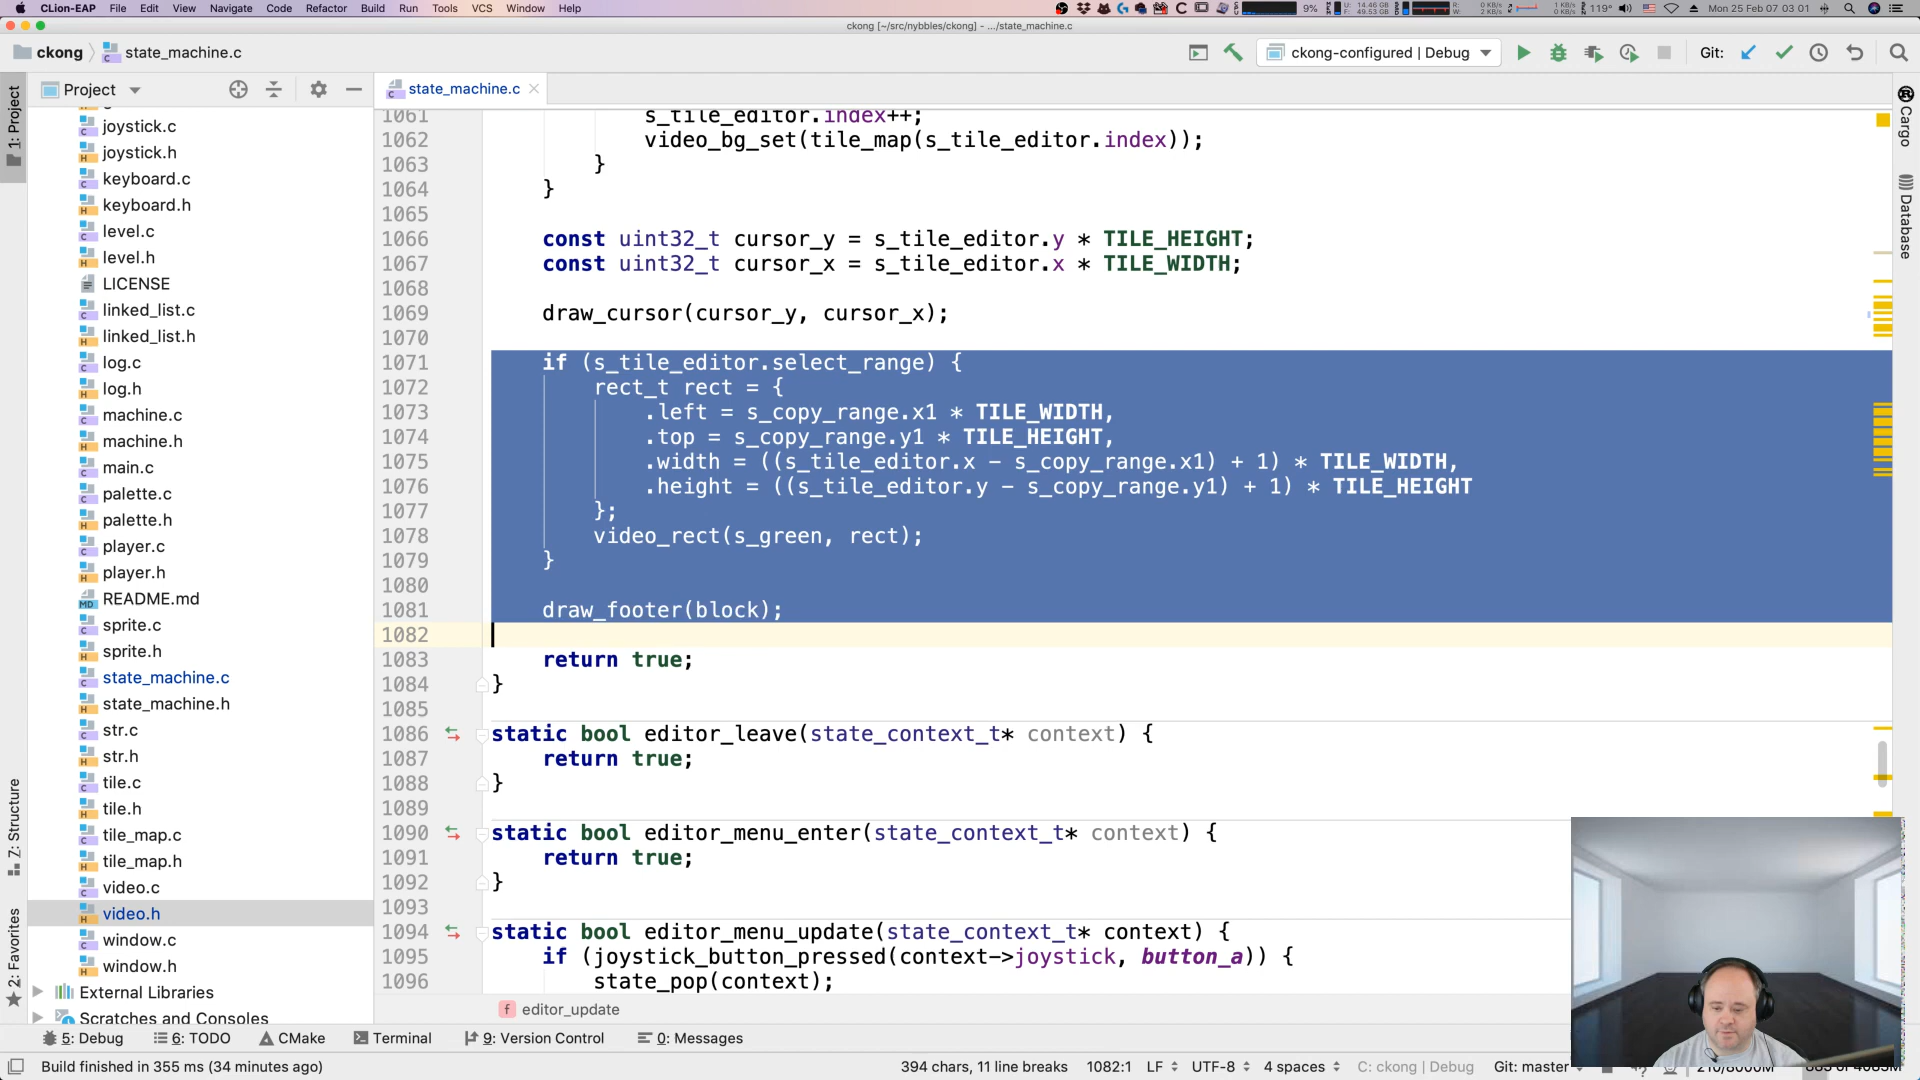 CLion-EAP File Edit View Navigate Code Refactor Build Run Tools VCS Window Help
9%
119°
Mon 25 Feb 07 03 01
ckong [~/src/nybbles/ckong] - .../state_machine.c
ckong
state_machine.c
ckong-configured | Debug
Git:
Project
state_machine.c
1: Project
Z: Structure
2: Favorites
Cargo
Database
joystick.c
joystick.h
keyboard.c
keyboard.h
level.c
level.h
LICENSE
linked_list.c
linked_list.h
log.c
log.h
machine.c
machine.h
main.c
palette.c
palette.h
player.c
player.h
README.md
sprite.c
sprite.h
state_machine.c
state_machine.h
str.c
str.h
tile.c
tile.h
tile_map.c
tile_map.h
video.c
video.h
window.c
window.h
External Libraries
Scratches and Consoles
1061 s_tile_editor.index++;
1062 video_bg_set(tile_map(s_tile_editor.index));
1063 }
1064 }
1065
1066 const uint32_t cursor_y = s_tile_editor.y * TILE_HEIGHT;
1067 const uint32_t cursor_x = s_tile_editor.x * TILE_WIDTH;
1068
1069 draw_cursor(cursor_y, cursor_x);
1070
1071 if (s_tile_editor.select_range) {
1072 rect_t rect = {
1073 .left = s_copy_range.x1 * TILE_WIDTH,
1074 .top = s_copy_range.y1 * TILE_HEIGHT,
1075 .width = ((s_tile_editor.x - s_copy_range.x1) + 1) * TILE_WIDTH,
1076 .height = ((s_tile_editor.y - s_copy_range.y1) + 1) * TILE_HEIGHT
1077 };
1078 video_rect(s_green, rect);
1079 }
1080
1081 draw_footer(block);
1082
1083 return true;
1084 }
1085
1086 static bool editor_leave(state_context_t* context) {
1087 return true;
1088 }
1089
1090 static bool editor_menu_enter(state_context_t* context) {
1091 return true;
1092 }
1093
1094 static bool editor_menu_update(state_context_t* context) {
1095 if (joystick_button_pressed(context->joystick, button_a)) {
1096 state_pop(context);
f editor_update
5: Debug 6: TODO CMake Terminal 9: Version Control 0: Messages
Build finished in 355 ms (34 minutes ago)
394 chars, 11 line breaks 1082:1 LF UTF-8 4 spaces C: ckong | Debug Git: master